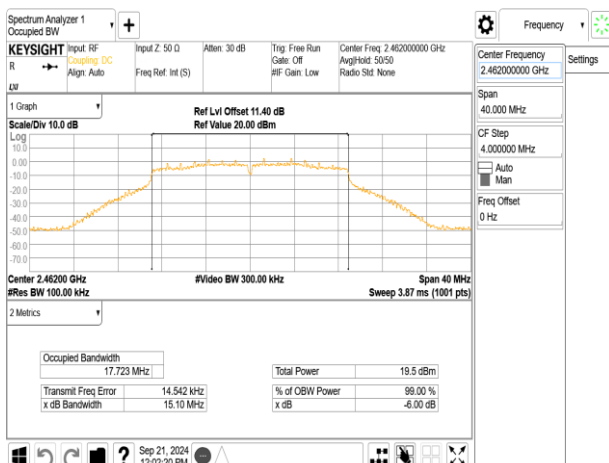 Spectrum Analyzer 1
Occupied BW
+
Frequency
KEYSIGHT
R
LXI
Input: RF
Coupling: DC
Align: Auto
Input Z: 50 Ω
Freq Ref: Int (S)
Atten: 30 dB
Trig: Free Run
Gate: Off
#IF Gain: Low
Center Freq: 2.462000000 GHz
Avg|Hold: 50/50
Radio Std: None
Center Frequency
2.462000000 GHz
Settings
Span
40.000 MHz
CF Step
4.000000 MHz
Auto
Man
Freq Offset
0 Hz
1 Graph
Scale/Div 10.0 dB
Ref Lvl Offset 11.40 dB
Ref Value 20.00 dBm
Log
10.0
0.00
-10.0
-20.0
-30.0
-40.0
-50.0
-60.0
-70.0
Center 2.46200 GHz
#Video BW 300.00 kHz
Span 40 MHz
#Res BW 100.00 kHz
Sweep 3.87 ms (1001 pts)
2 Metrics
Occupied Bandwidth
17.723 MHz
Total Power 19.5 dBm
Transmit Freq Error 14.542 kHz
% of OBW Power 99.00 %
x dB Bandwidth 15.10 MHz
x dB -6.00 dB
?
Sep 21, 2024
12:02:20 PM